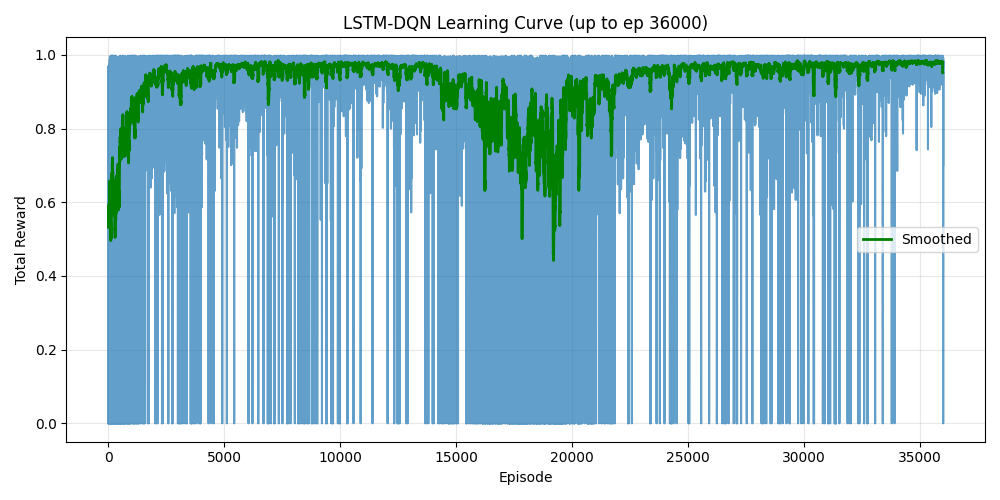 LSTM-DQN Learning Curve (up to ep 36000)
Total Reward
1.0
0.8
0.6
0.4
0.2
0.0
Smoothed
0 5000 10000 15000 20000 25000 30000 35000
Episode